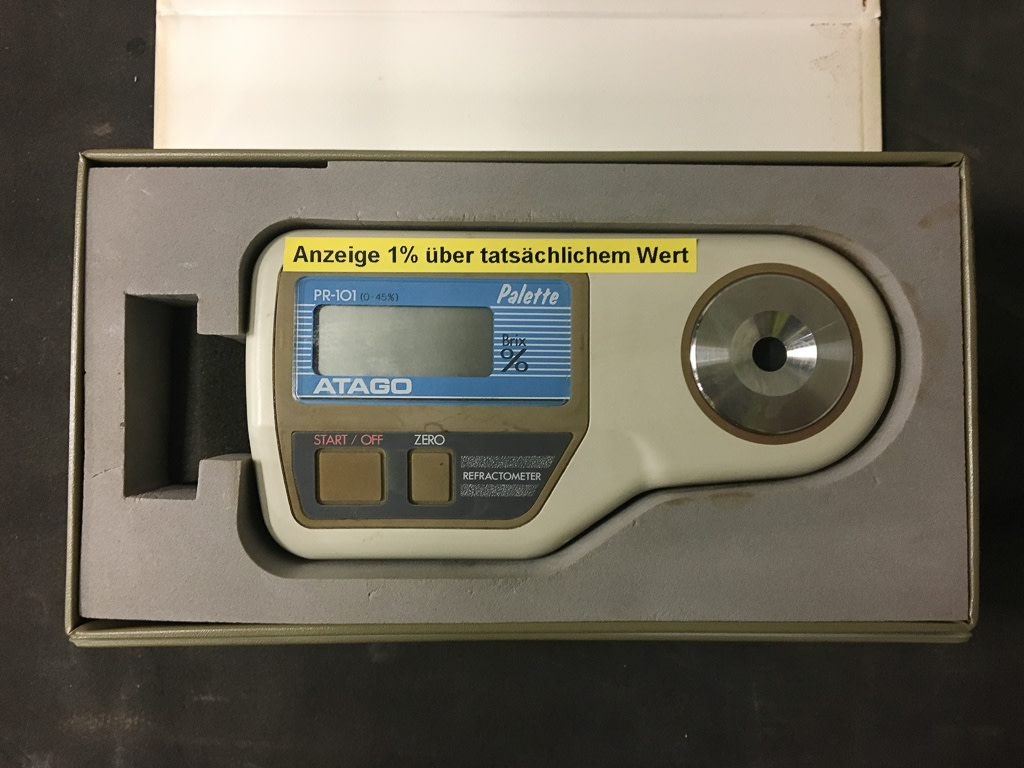 Anzeige 1% über tatsächlichem Wert
PR-101 (0-45%) Palette
Brix
%
ATAGO
START / OFF ZERO
REFRACTOMETER